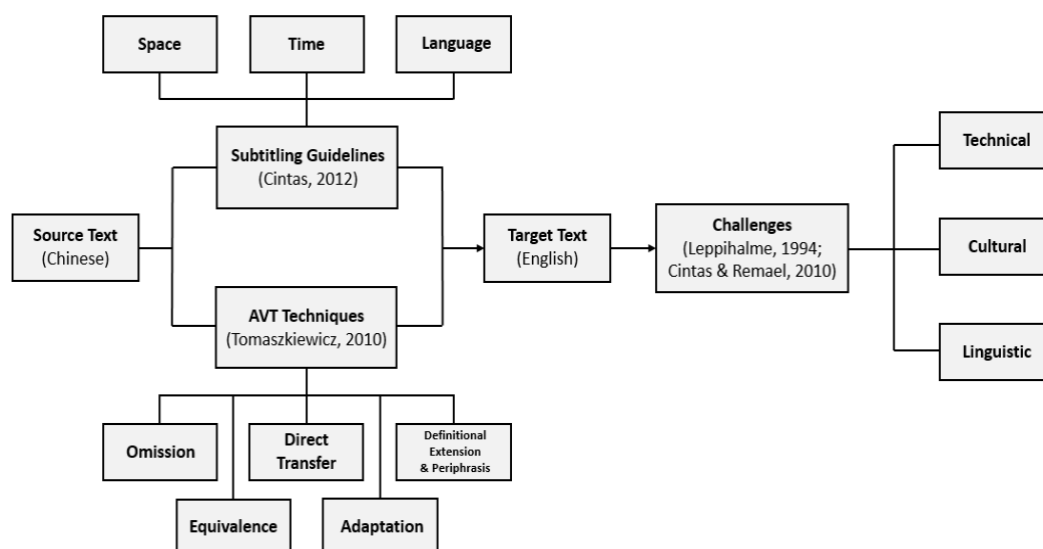 Space
Time
Language
Subtitling Guidelines
(Cintas, 2012)
Source Text
(Chinese)
AVT Techniques
(Tomaszkiewicz, 2010)
Omission
Direct
Transfer
Definitional
Extension
& Periphrasis
Equivalence
Adaptation
Target Text
(English)
Challenges
(Leppihalme, 1994;
Cintas & Remael, 2010)
Technical
Cultural
Linguistic